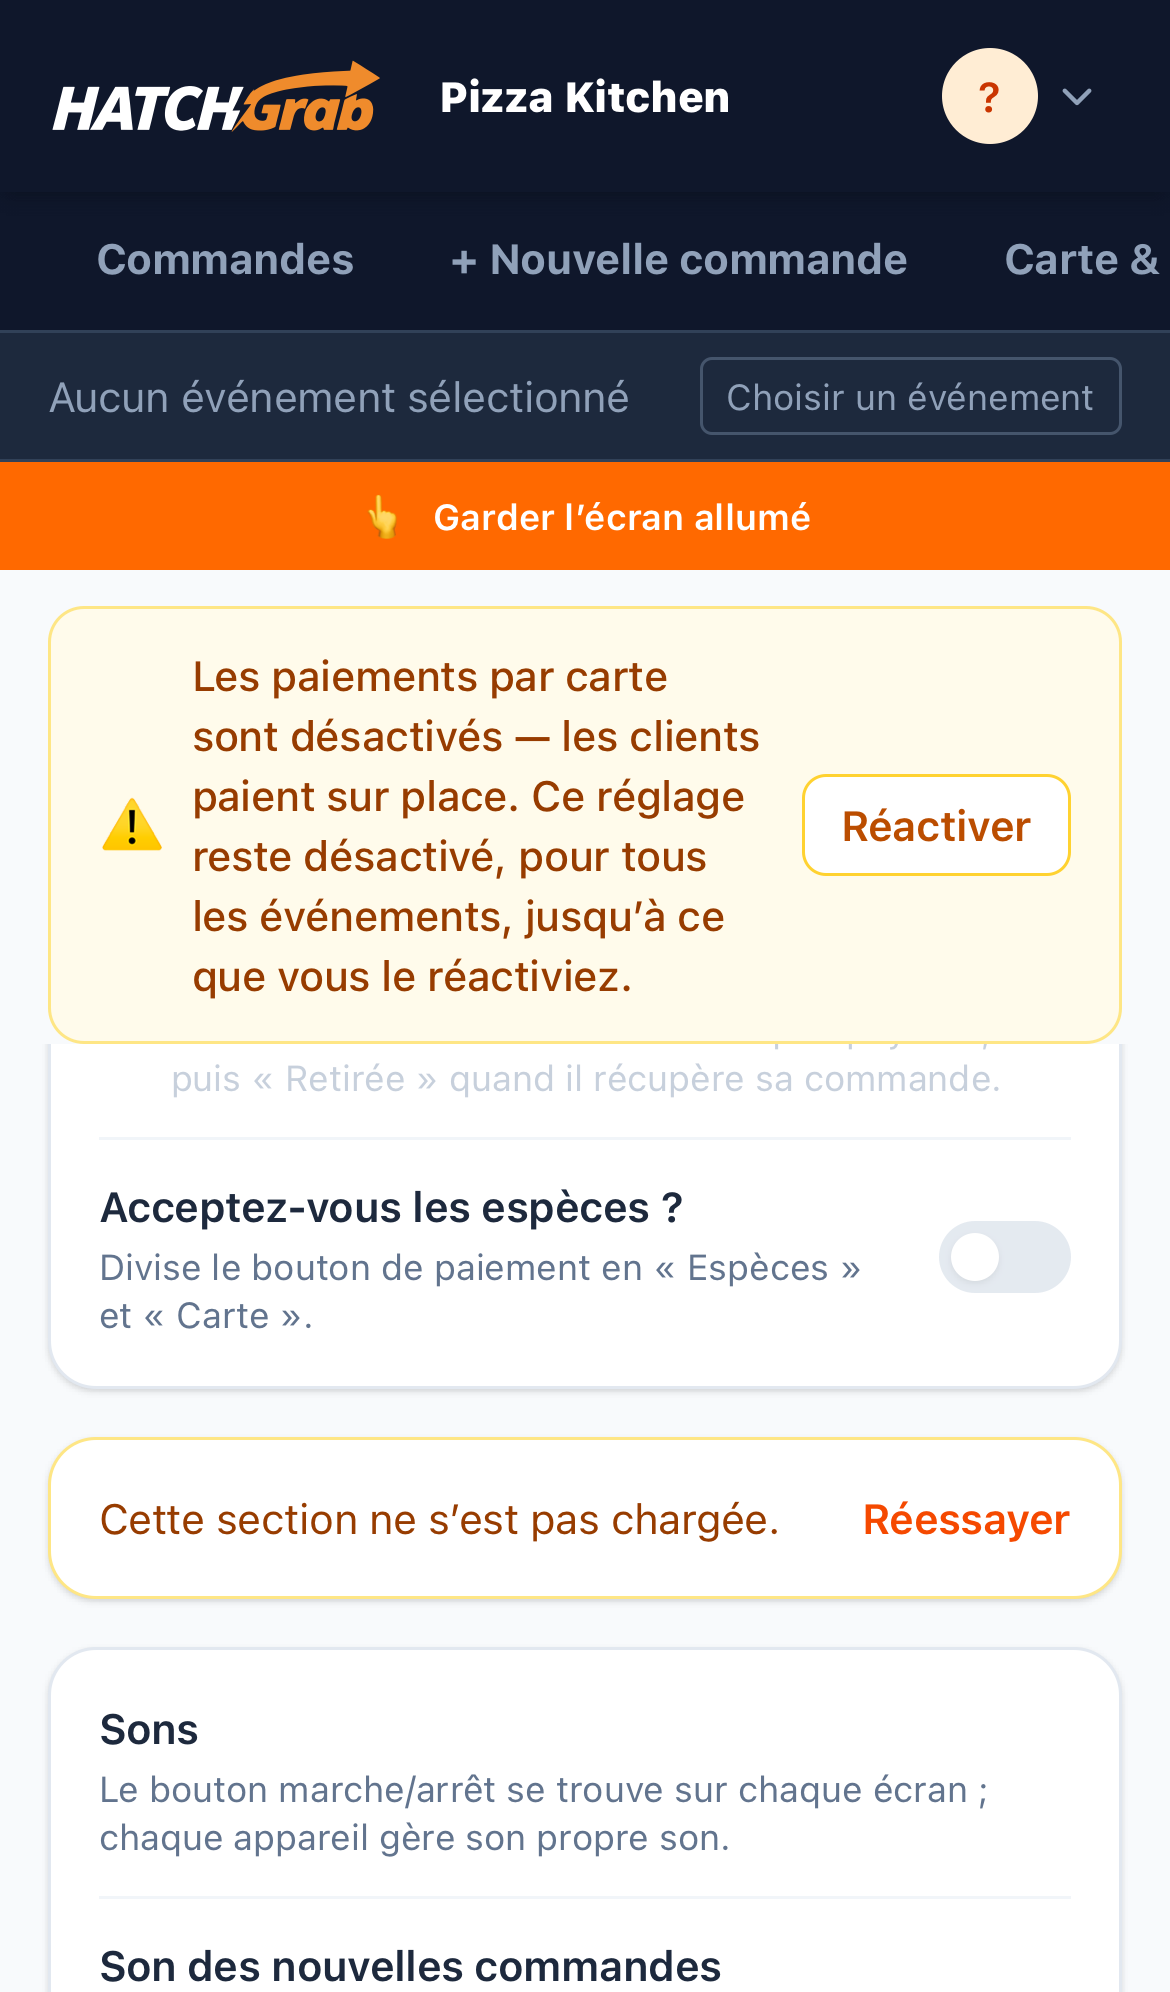 HATCHGrab
Pizza Kitchen
?
Commandes
+ Nouvelle commande
Carte &
Aucun événement sélectionné
Choisir un événement
Garder l’écran allumé
Les paiements par carte
sont désactivés — les clients
paient sur place. Ce réglage
reste désactivé, pour tous
les événements, jusqu’à ce
que vous le réactiviez.
Réactiver
puis « Retirée » quand il récupère sa commande.
Acceptez-vous les espèces ?
Divise le bouton de paiement en « Espèces »
et « Carte ».
Cette section ne s’est pas chargée.
Réessayer
Sons
Le bouton marche/arrêt se trouve sur chaque écran ;
chaque appareil gère son propre son.
Son des nouvelles commandes